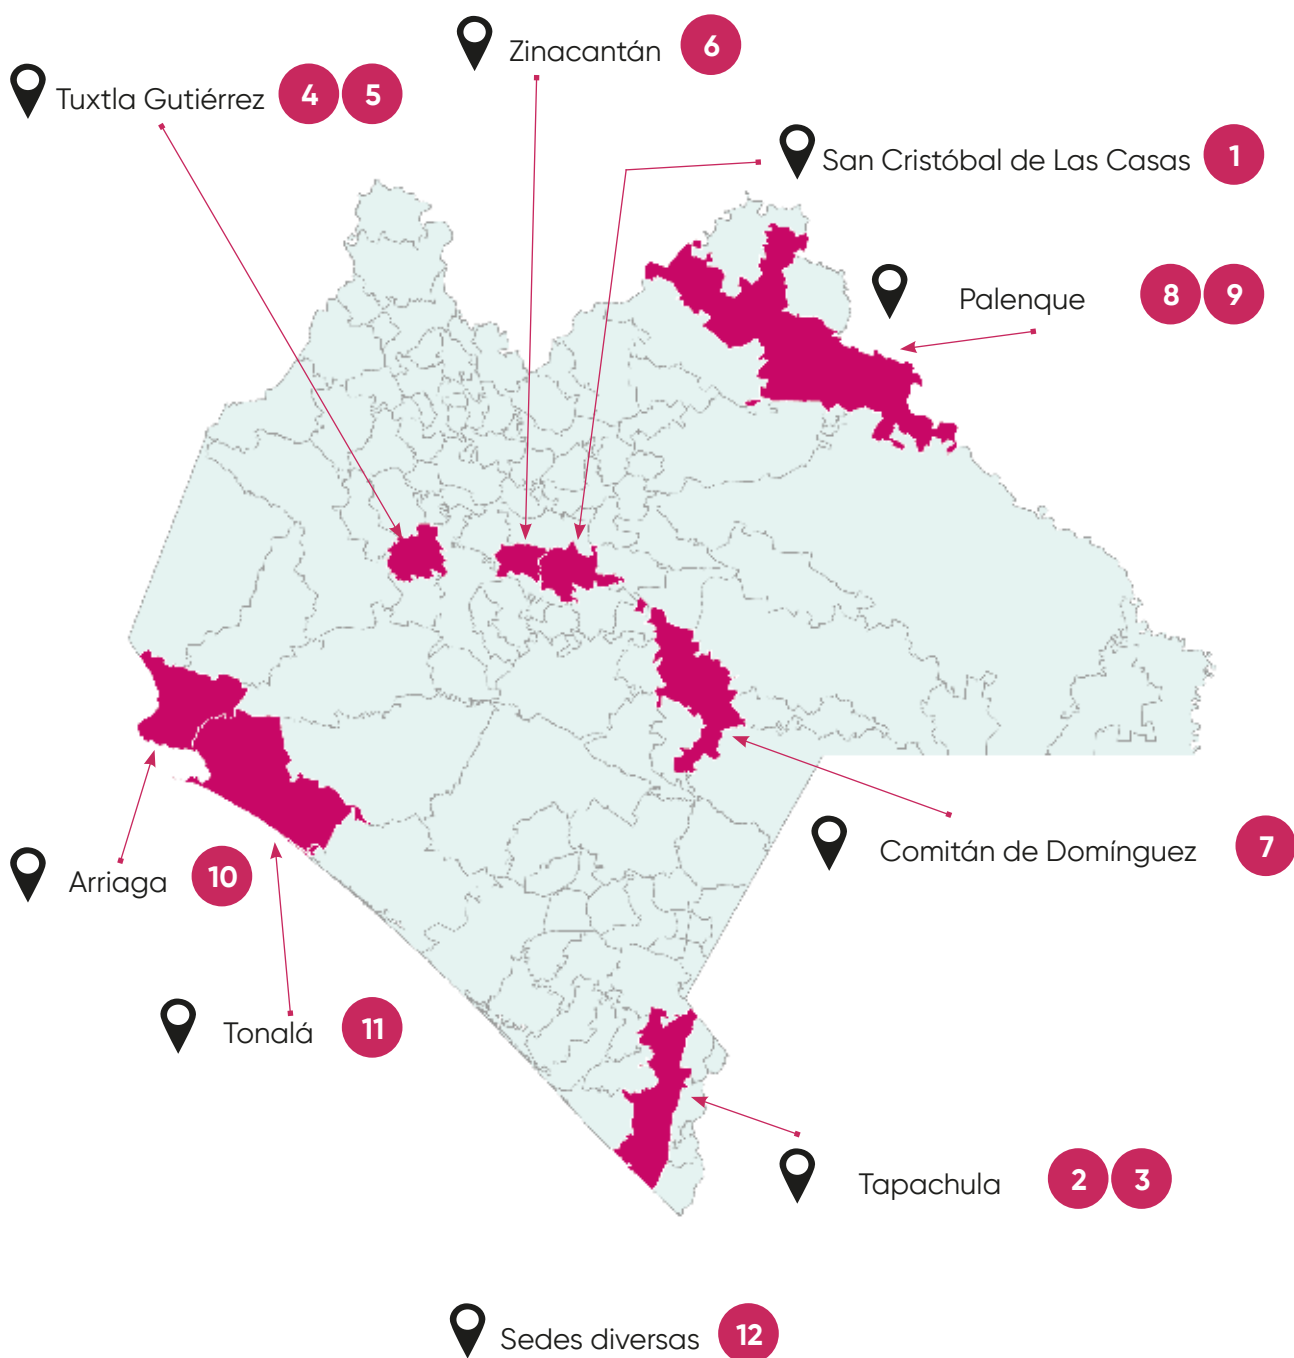 Zinacantán 6
Tuxtla Gutiérrez 4 5
San Cristóbal de Las Casas 1
Palenque 8 9
Comitán de Domínguez 7
Arriaga 10
Tonalá 11
Tapachula 2 3
Sedes diversas 12